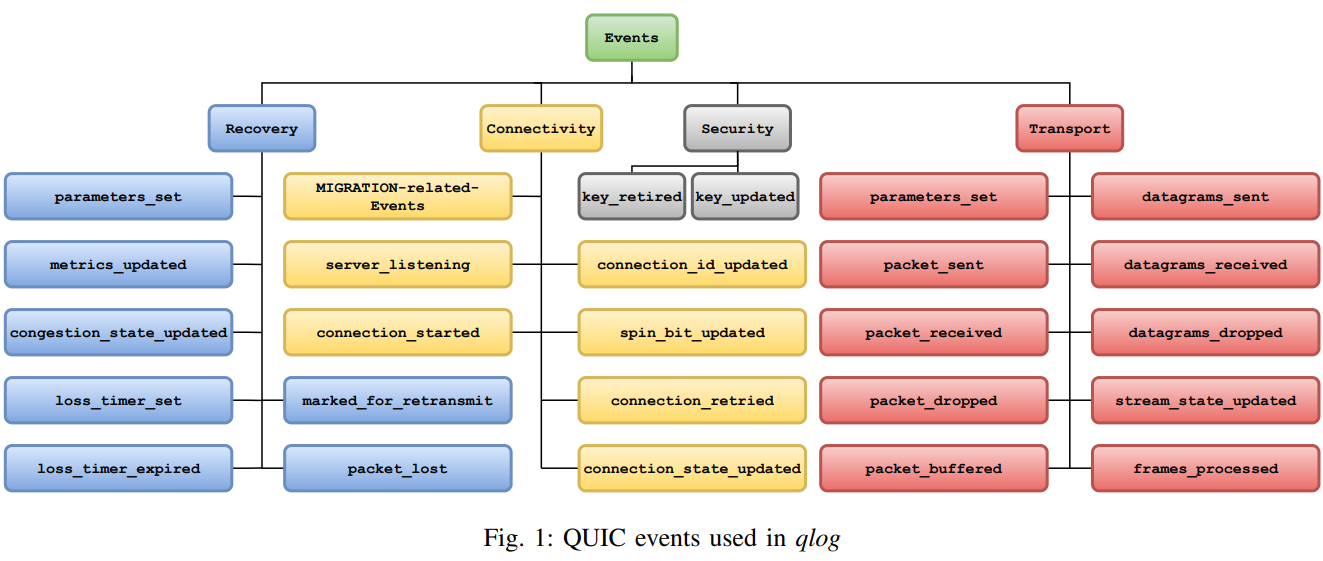 Events
Recovery
Connectivity
Security
Transport
parameters_set
MIGRATION-related-
Events
key_retired
key_updated
parameters_set
datagrams_sent
metrics_updated
server_listening
connection_id_updated
packet_sent
datagrams_received
congestion_state_updated
connection_started
spin_bit_updated
packet_received
datagrams_dropped
loss_timer_set
marked_for_retransmit
connection_retried
packet_dropped
stream_state_updated
loss_timer_expired
packet_lost
connection_state_updated
packet_buffered
frames_processed
Fig. 1: QUIC events used in qlog